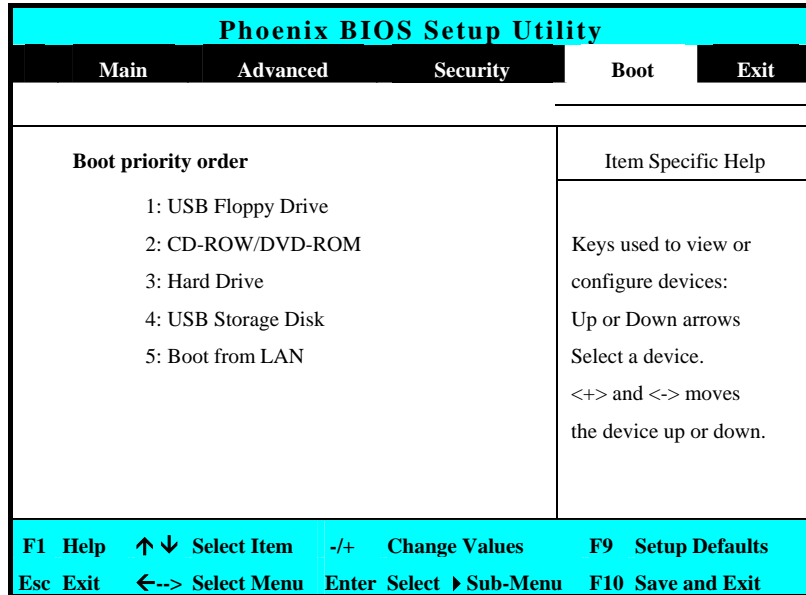 Phoenix BIOS Setup Utility
Main Advanced Security Boot Exit
Boot priority order
1: USB Floppy Drive
2: CD-ROW/DVD-ROM
3: Hard Drive
4: USB Storage Disk
5: Boot from LAN
Item Specific Help
Keys used to view or
configure devices:
Up or Down arrows
Select a device.
<+> and <-> moves
the device up or down.
F1 Help ↑↓ Select Item -/+ Change Values F9 Setup Defaults
Esc Exit ←--> Select Menu Enter Select ▶ Sub-Menu F10 Save and Exit